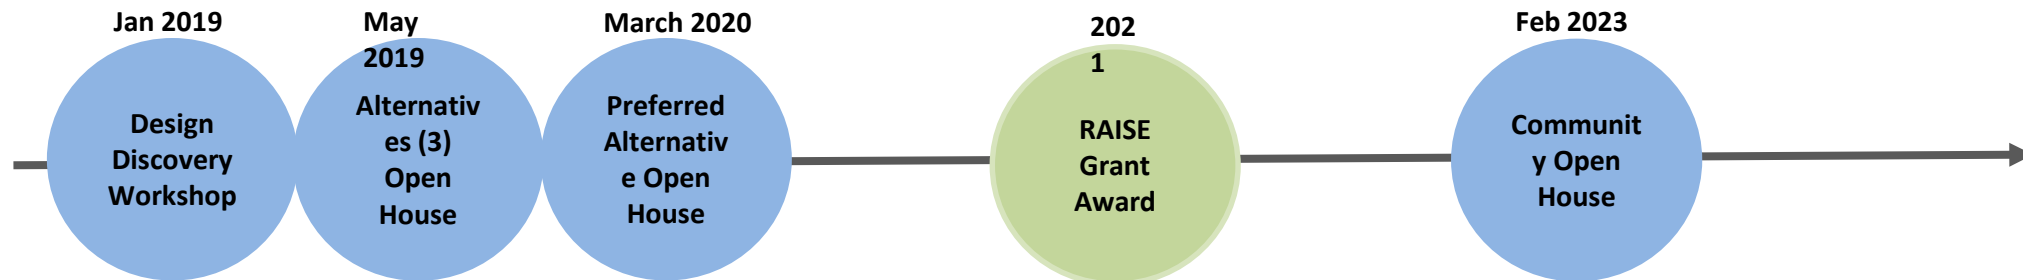 Jan 2019
Design
Discovery
Workshop
May
2019
Alternativ
es (3)
Open
House
March 2020
Preferred
Alternativ
e Open
House
202
1
RAISE
Grant
Award
Feb 2023
Communit
y Open
House